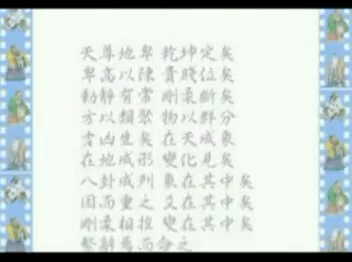 天尊地卑 乾坤定矣
卑高以陳 貴賤位矣
動靜有常 剛柔斷矣
方以類聚 物以群分
吉凶生矣 在天成象
在地成形 變化見矣
八卦成列 象在其中矣
因而重之 爻在其中矣
剛柔相推 變在其中矣
繫辭焉而命之